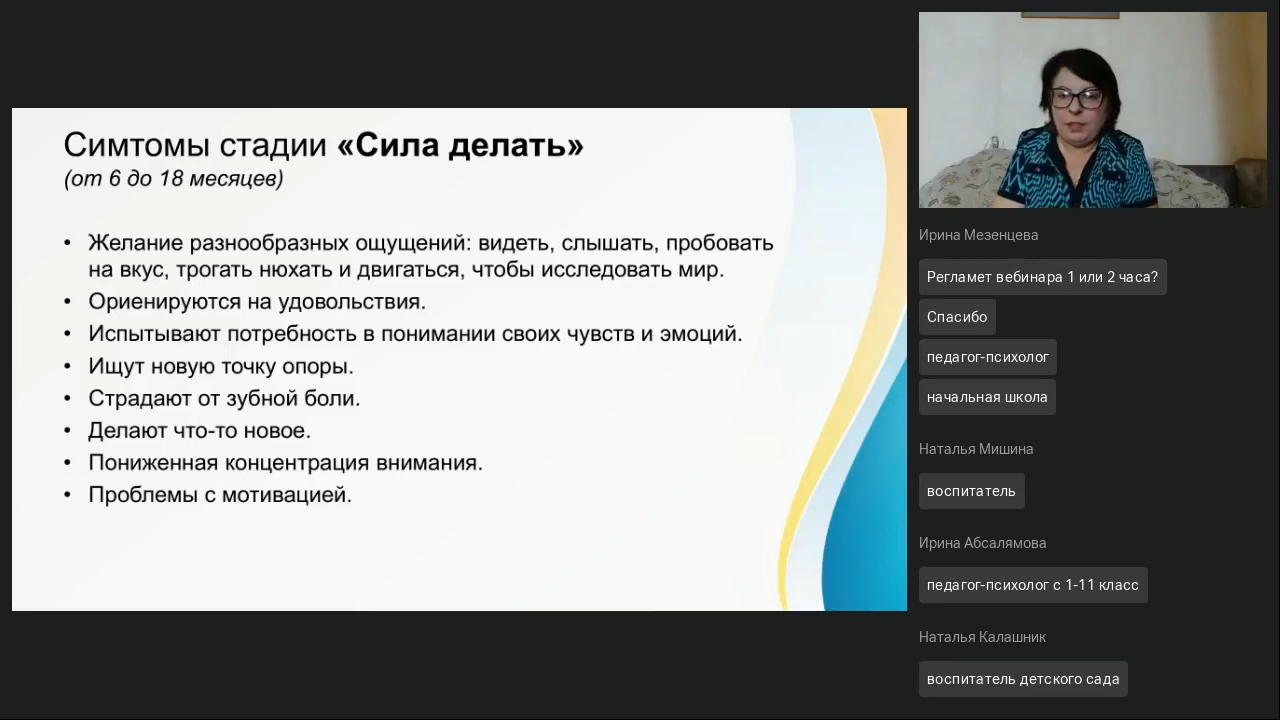 Симтомы стадии «Сила делать»
(от 6 до 18 месяцев)
• Желание разнообразных ощущений: видеть, слышать, пробовать
на вкус, трогать нюхать и двигаться, чтобы исследовать мир.
• Ориенируются на удовольствия.
• Испытывают потребность в понимании своих чувств и эмоций.
• Ищут новую точку опоры.
• Страдают от зубной боли.
• Делают что-то новое.
• Пониженная концентрация внимания.
• Проблемы с мотивацией.
Ирина Мезенцева
Регламет вебинара 1 или 2 часа?
Спасибо
педагог-психолог
начальная школа
Наталья Мишина
воспитатель
Ирина Абсалямова
педагог-психолог с 1-11 класс
Наталья Калашник
воспитатель детского сада